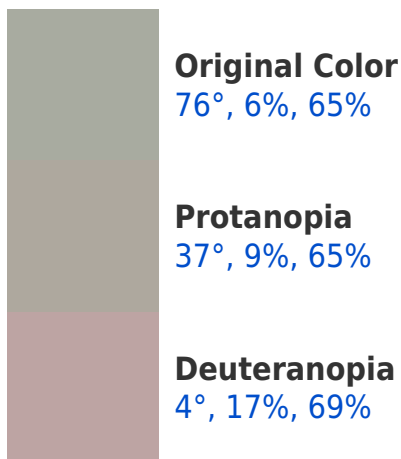 Original Color
76°, 6%, 65%
Protanopia
37°, 9%, 65%
Deuteranopia
4°, 17%, 69%